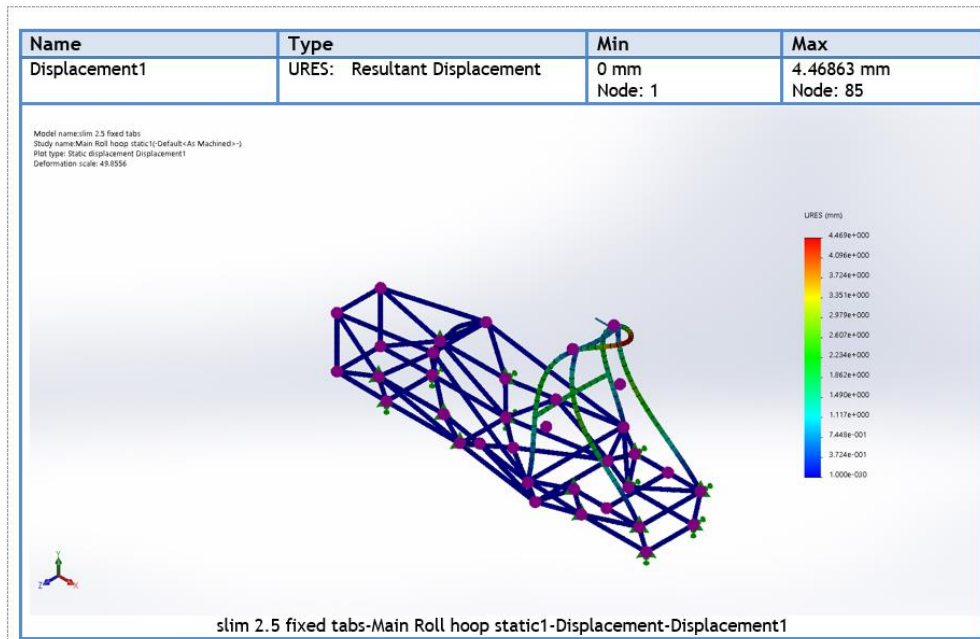 Name Type Min Max
Displacement1 URES: Resultant Displacement 0 mm 4.46863 mm
Node: 1 Node: 85
Model name:slim 2.5 fixed tabs
Study name:Main Roll hoop static1(-Default<As Machined>-)
Plot type: Static displacement Displacement1
Deformation scale: 49.8556
URES (mm)
4.469e+000
4.096e+000
3.724e+000
3.351e+000
2.979e+000
2.607e+000
2.234e+000
1.862e+000
1.490e+000
1.117e+000
7.448e-001
3.724e-001
1.000e-030
Y
Z X
slim 2.5 fixed tabs-Main Roll hoop static1-Displacement-Displacement1